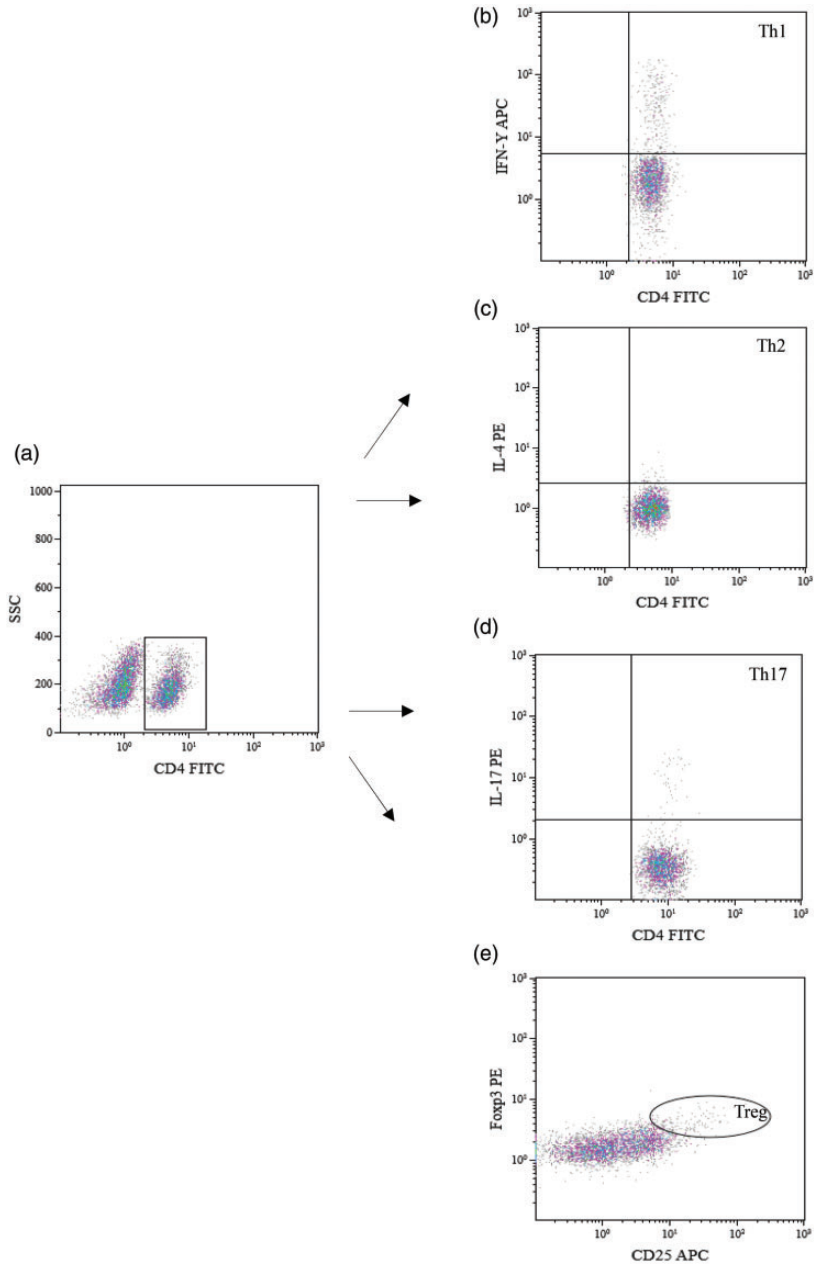 (a)
1000
800
600
400
200
0
SSC
10⁰ 10¹ 10² 10³
CD4 FITC
(b)
Th1
10³
10²
10¹
10⁰
IFN-Y APC
10⁰ 10¹ 10² 10³
CD4 FITC
(c)
Th2
10³
10²
10¹
10⁰
IL-4 PE
10⁰ 10¹ 10² 10³
CD4 FITC
(d)
Th17
10³
10²
10¹
10⁰
IL-17 PE
10⁰ 10¹ 10² 10³
CD4 FITC
(e)
10³
10²
10¹
10⁰
Foxp3 PE
Treg
10⁰ 10¹ 10² 10³
CD25 APC